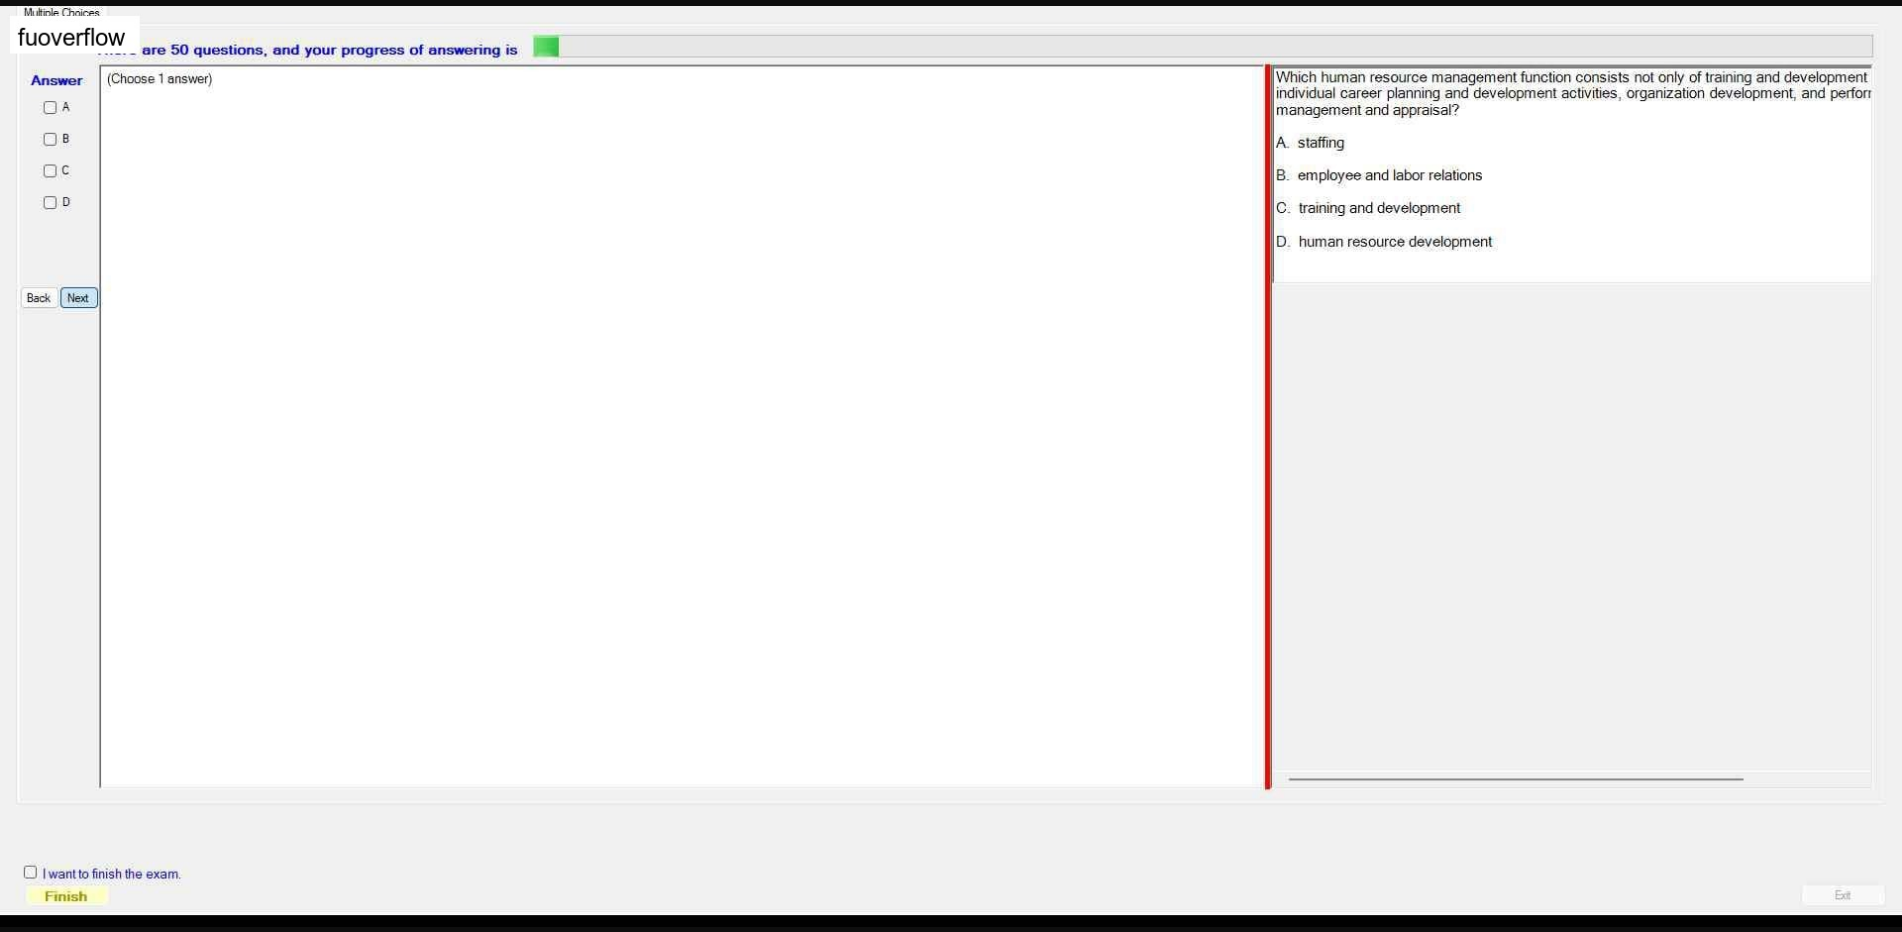 Multiple Choices
fuoverflow
are 50 questions, and your progress of answering is
Answer
(Choose 1 answer)
A
B
C
D
Back Next
Which human resource management function consists not only of training and development
individual career planning and development activities, organization development, and perfor
management and appraisal?
A. staffing
B. employee and labor relations
C. training and development
D. human resource development
I want to finish the exam.
Finish
Exit